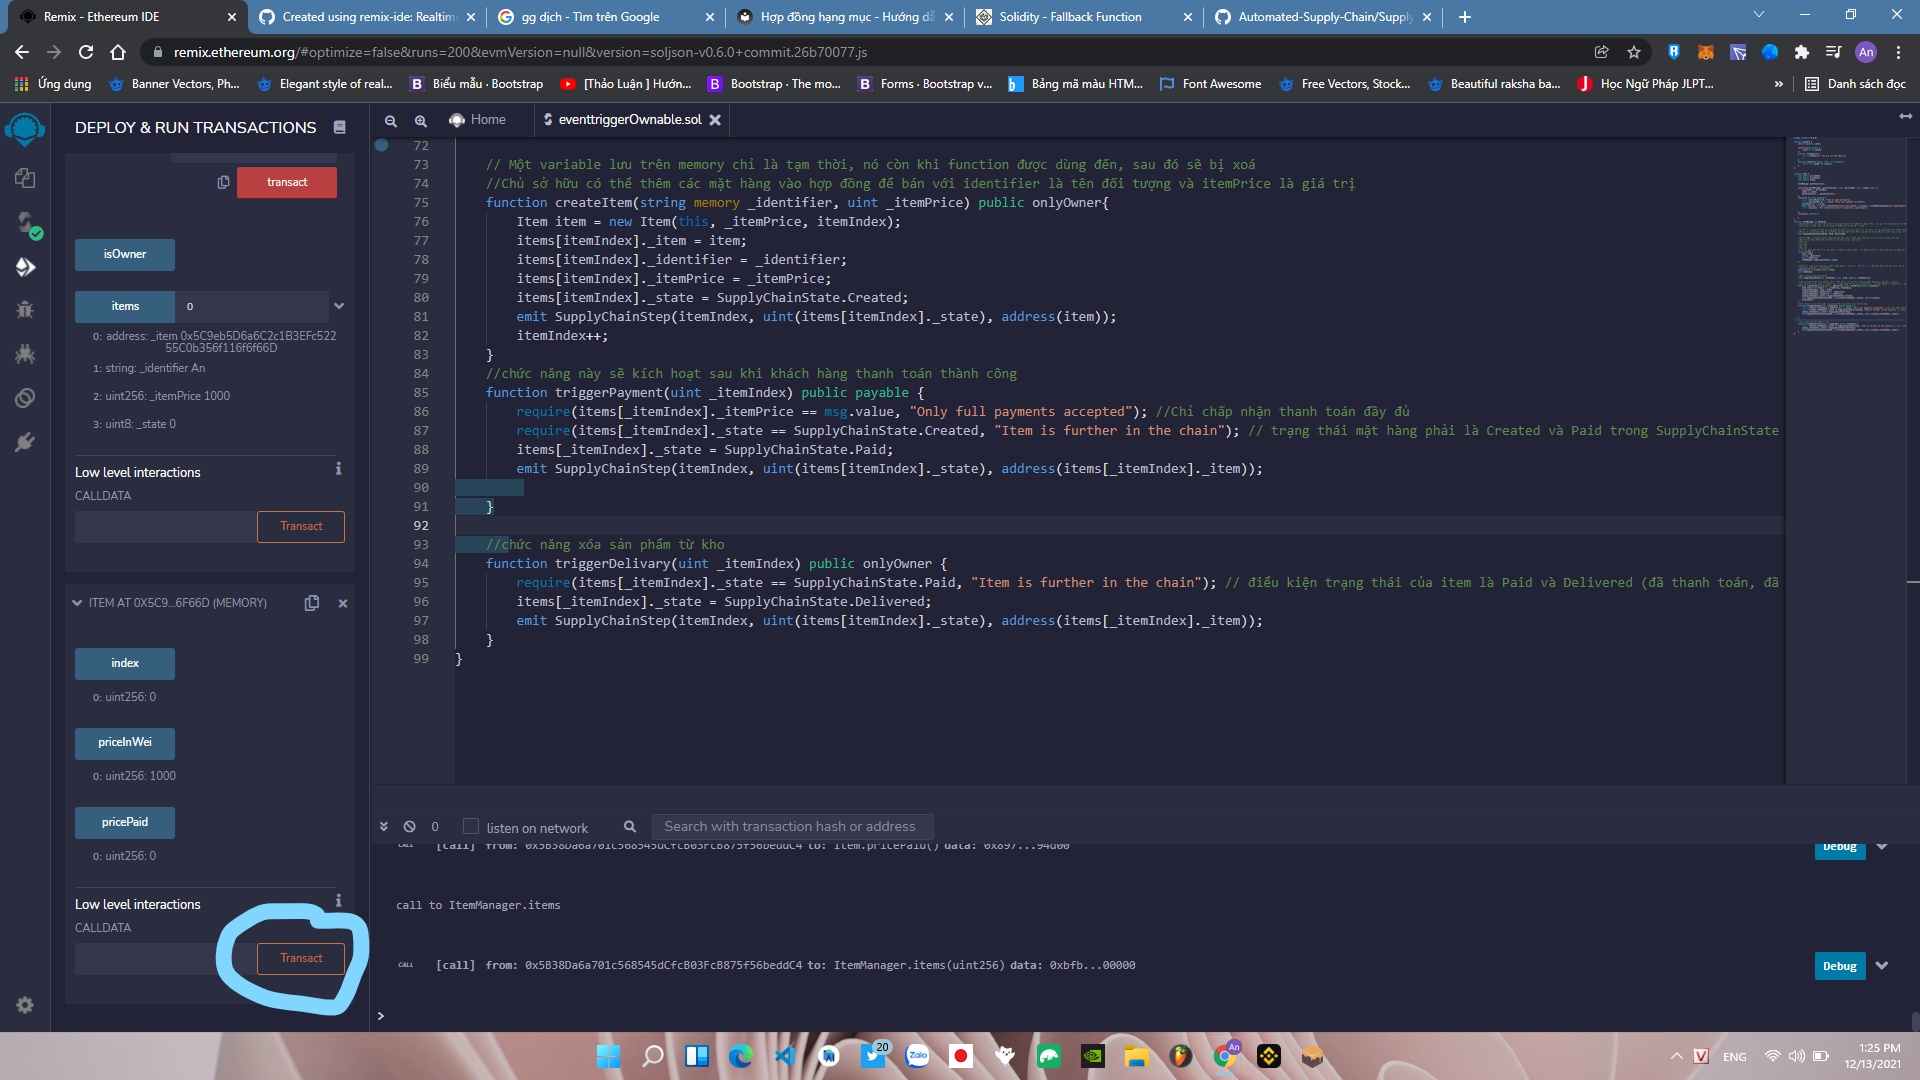 Remix - Ethereum IDE
Created using remix-ide: Realtime
gg dịch - Tìm trên Google
Hợp đồng hạng mục - Hướng dẫ
Solidity - Fallback Function
Automated-Supply-Chain/Supply
remix.ethereum.org/#optimize=false&runs=200&evmVersion=null&version=soljson-v0.6.0+commit.26b70077.js
An
Ứng dụng
Banner Vectors, Ph...
Elegant style of real...
Biểu mẫu · Bootstrap
[Thảo Luận ] Hướn...
Bootstrap · The mo...
Forms · Bootstrap v...
Bảng mã màu HTM...
Font Awesome
Free Vectors, Stock...
Beautiful raksha ba...
Học Ngữ Pháp JLPT...
»
Danh sách đọc
DEPLOY & RUN TRANSACTIONS
Home
eventtriggerOwnable.sol
transact
isOwner
items
0
0: address: _item 0x5C9eb5D6a6C2c1B3EFc522
55C0b356f116f6f66D
1: string: _identifier An
2: uint256: _itemPrice 1000
3: uint8: _state 0
Low level interactions
CALLDATA
Transact
ITEM AT 0X5C9...6F66D (MEMORY)
index
0: uint256: 0
priceInWei
0: uint256: 1000
pricePaid
0: uint256: 0
Low level interactions
CALLDATA
Transact
72
73 // Một variable lưu trên memory chỉ là tạm thời, nó còn khi function được dùng đến, sau đó sẽ bị xoá
74 //Chủ sở hữu có thể thêm các mặt hàng vào hợp đồng để bán với identifier là tên đối tượng và itemPrice là giá trị
75 function createItem(string memory _identifier, uint _itemPrice) public onlyOwner{
76 Item item = new Item(this, _itemPrice, itemIndex);
77 items[itemIndex]._item = item;
78 items[itemIndex]._identifier = _identifier;
79 items[itemIndex]._itemPrice = _itemPrice;
80 items[itemIndex]._state = SupplyChainState.Created;
81 emit SupplyChainStep(itemIndex, uint(items[itemIndex]._state), address(item));
82 itemIndex++;
83 }
84 //chức năng này sẽ kích hoạt sau khi khách hàng thanh toán thành công
85 function triggerPayment(uint _itemIndex) public payable {
86 require(items[_itemIndex]._itemPrice == msg.value, "Only full payments accepted"); //Chỉ chấp nhận thanh toán đầy đủ
87 require(items[_itemIndex]._state == SupplyChainState.Created, "Item is further in the chain"); // trạng thái mặt hàng phải là Created và Paid trong SupplyChainState
88 items[_itemIndex]._state = SupplyChainState.Paid;
89 emit SupplyChainStep(itemIndex, uint(items[itemIndex]._state), address(items[_itemIndex]._item));
90
91 }
92
93 //chức năng xóa sản phẩm từ kho
94 function triggerDelivary(uint _itemIndex) public onlyOwner {
95 require(items[_itemIndex]._state == SupplyChainState.Paid, "Item is further in the chain"); // điểu kiện trạng thái của item là Paid và Delivered (đã thanh toán, đã
96 items[_itemIndex]._state = SupplyChainState.Delivered;
97 emit SupplyChainStep(itemIndex, uint(items[itemIndex]._state), address(items[_itemIndex]._item));
98 }
99 }
0
listen on network
Search with transaction hash or address
CALL [call] from: 0x5B38Da6a701c568545dCfcB03FcB875f56beddC4 to: Item.pricePaid() data: 0x897...94d00
Debug
call to ItemManager.items
CALL [call] from: 0x5B38Da6a701c568545dCfcB03FcB875f56beddC4 to: ItemManager.items(uint256) data: 0xbfb...00000
Debug
>
20
Zalo
An
V
ENG
1:25 PM
12/13/2021